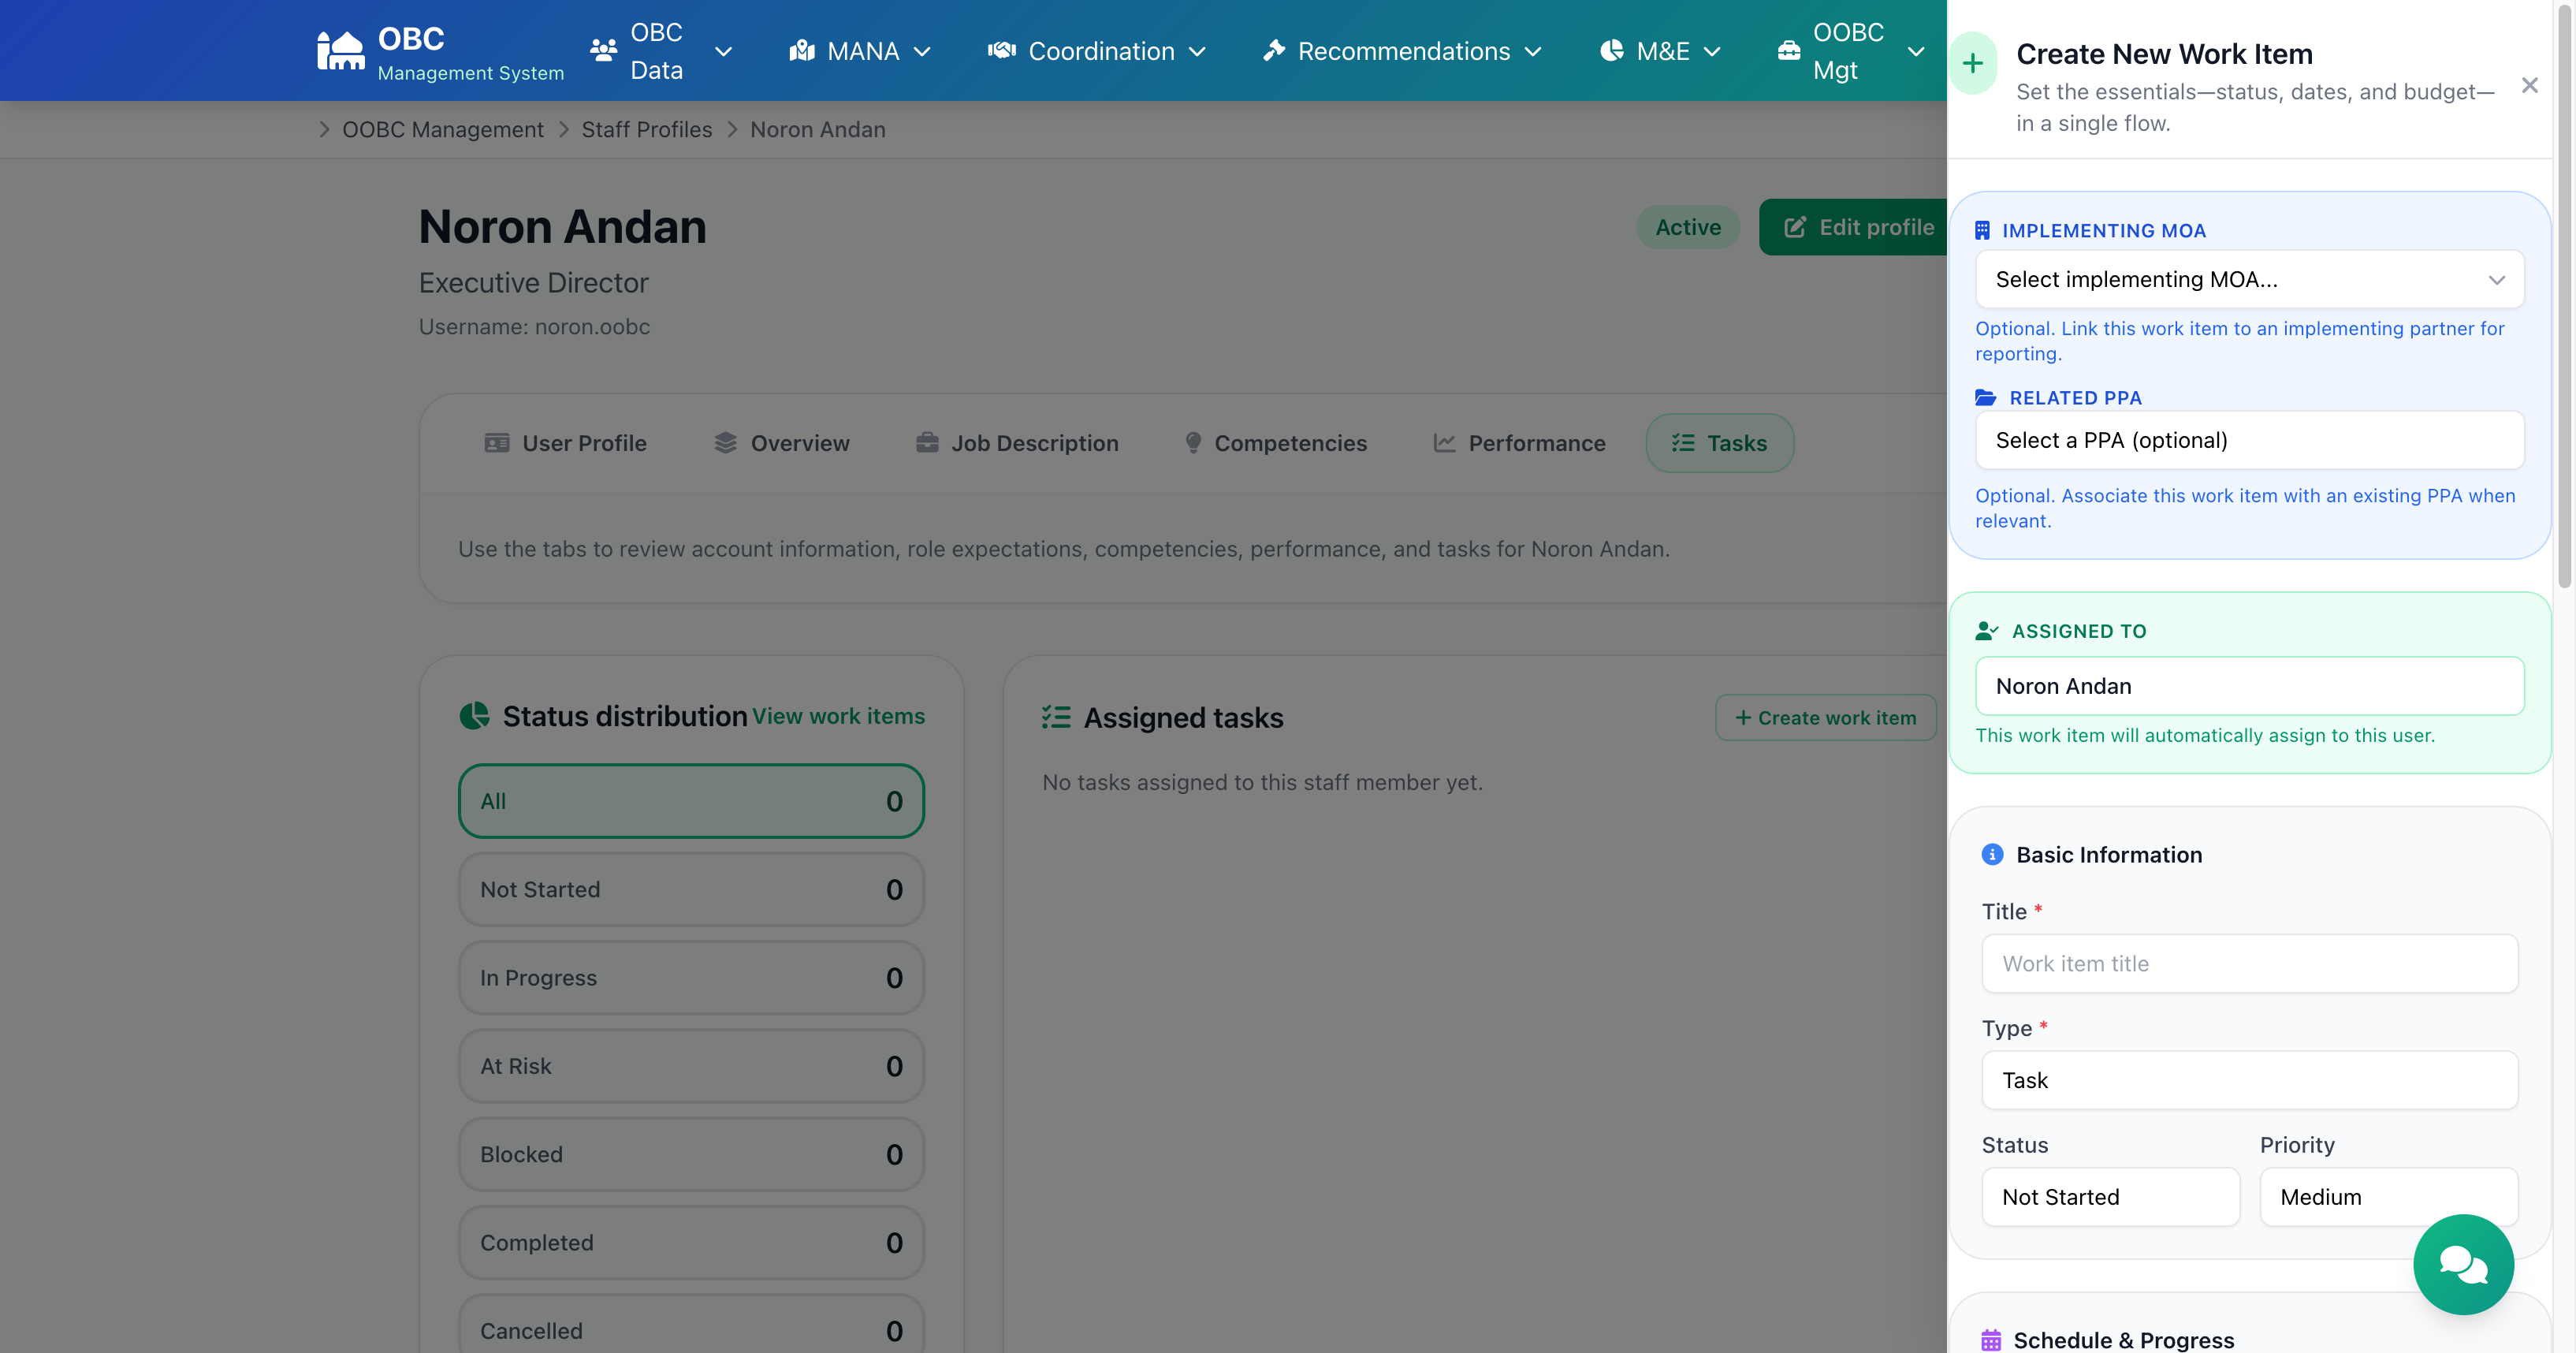 OBC
Management System
OBC
Data
MANA
Coordination
Recommendations
M&E
OOBC
Mgt
OOBC Management
Staff Profiles
Noron Andan
Noron Andan
Executive Director
Username: noron.oobc
Active
Edit profile
User Profile
Overview
Job Description
Competencies
Performance
Tasks
Use the tabs to review account information, role expectations, competencies, performance, and tasks for Noron Andan.
Status distribution
View work items
All 0
Not Started 0
In Progress 0
At Risk 0
Blocked 0
Completed 0
Cancelled 0
Assigned tasks
+ Create work item
No tasks assigned to this staff member yet.
Create New Work Item
Set the essentials—status, dates, and budget—
in a single flow.
IMPLEMENTING MOA
Select implementing MOA...
Optional. Link this work item to an implementing partner for
reporting.
RELATED PPA
Select a PPA (optional)
Optional. Associate this work item with an existing PPA when
relevant.
ASSIGNED TO
Noron Andan
This work item will automatically assign to this user.
Basic Information
Title *
Work item title
Type *
Task
Status
Not Started
Priority
Medium
Schedule & Progress